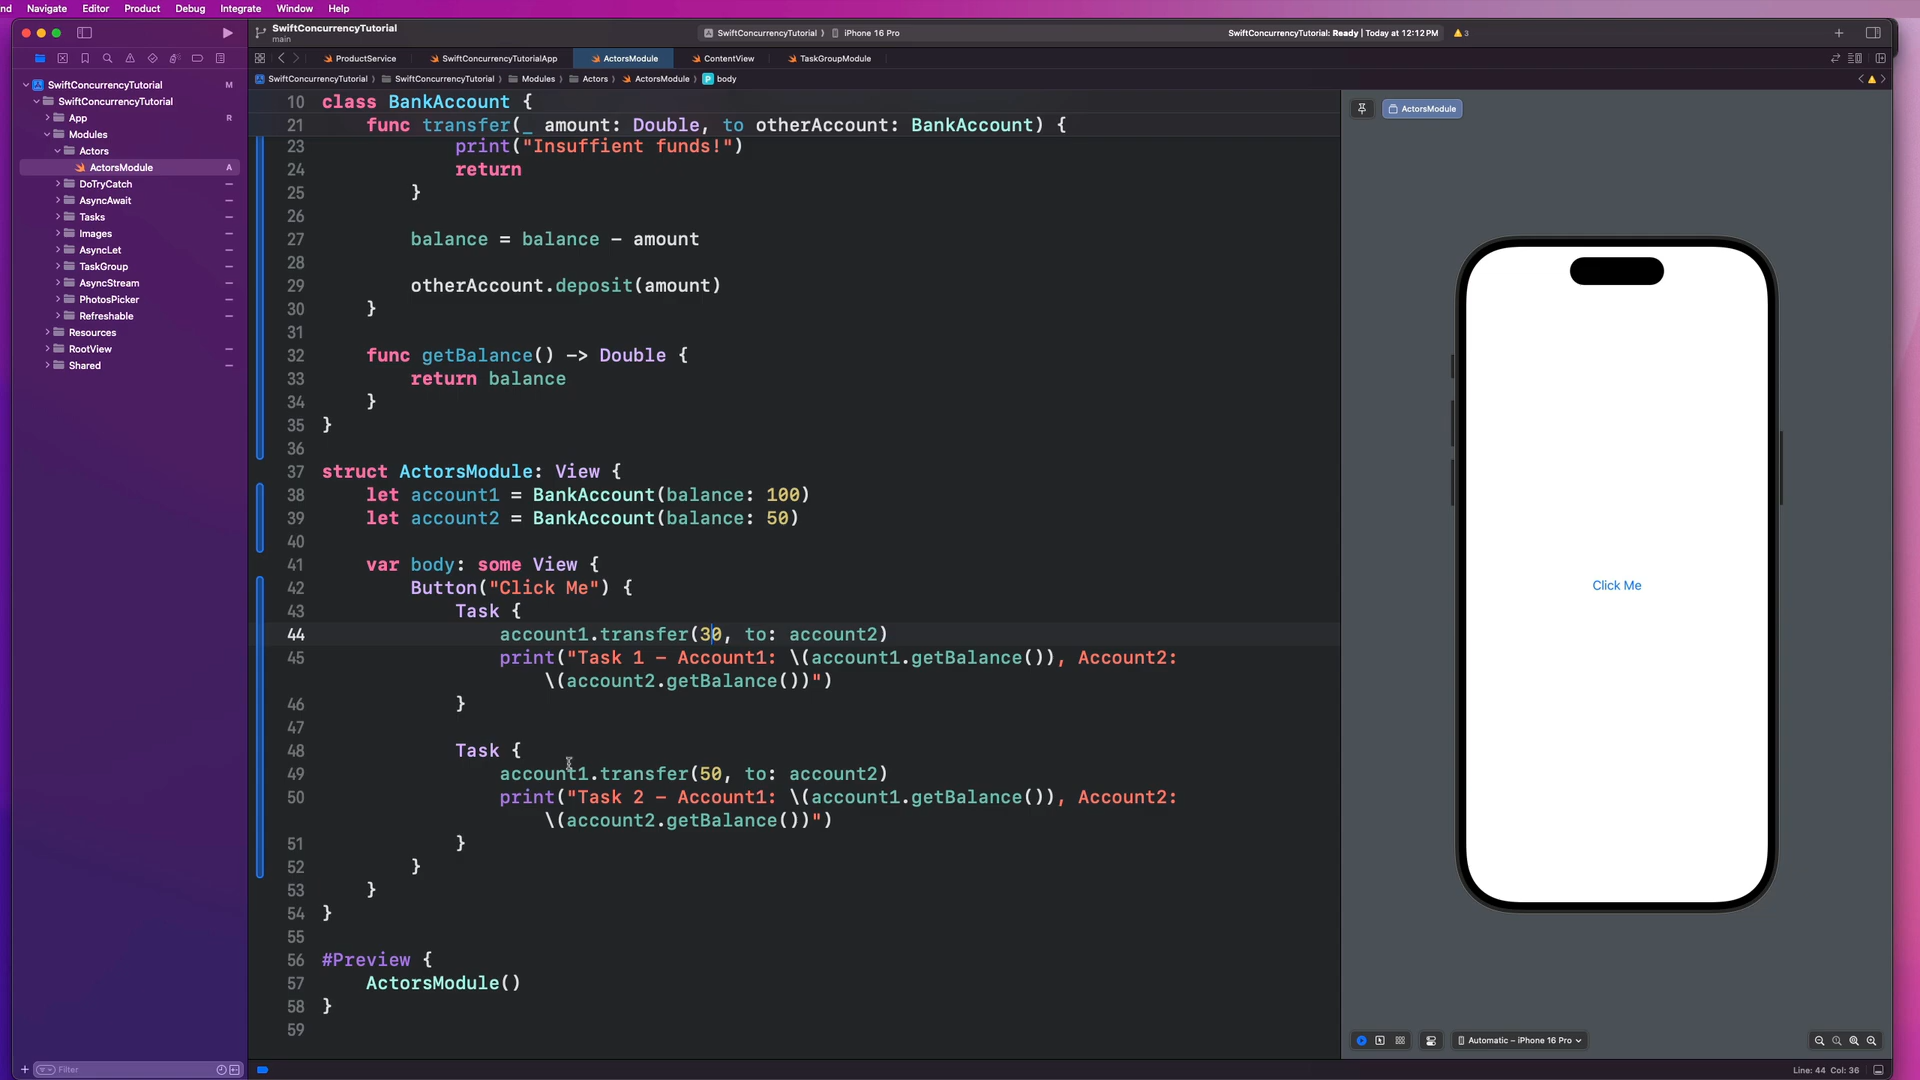 nd Navigate Editor Product Debug Integrate Window Help
SwiftConcurrencyTutorial
main
SwiftConcurrencyTutorial
iPhone 16 Pro
SwiftConcurrencyTutorial: Ready | Today at 12:12 PM
3
ProductService
SwiftConcurrencyTutorialApp
ActorsModule
ContentView
TaskGroupModule
SwiftConcurrencyTutorial
SwiftConcurrencyTutorial
Modules
Actors
ActorsModule
body
SwiftConcurrencyTutorial M
SwiftConcurrencyTutorial
App R
Modules
Actors
ActorsModule A
DoTryCatch
AsyncAwait
Tasks
Images
AsyncLet
TaskGroup
AsyncStream
PhotosPicker
Refreshable
Resources
RootView
Shared
Filter
10 class BankAccount {
21 func transfer(_ amount: Double, to otherAccount: BankAccount) {
23 print("Insuffient funds!")
24 return
25 }
26
27 balance = balance - amount
28
29 otherAccount.deposit(amount)
30 }
31
32 func getBalance() -> Double {
33 return balance
34 }
35 }
36
37 struct ActorsModule: View {
38 let account1 = BankAccount(balance: 100)
39 let account2 = BankAccount(balance: 50)
40
41 var body: some View {
42 Button("Click Me") {
43 Task {
44 account1.transfer(30, to: account2)
45 print("Task 1 - Account1: \(account1.getBalance()), Account2:
\(account2.getBalance())")
46 }
47
48 Task {
49 account1.transfer(50, to: account2)
50 print("Task 2 - Account1: \(account1.getBalance()), Account2:
\(account2.getBalance())")
51 }
52 }
53 }
54 }
55
56 #Preview {
57 ActorsModule()
58 }
59
ActorsModule
Click Me
Automatic – iPhone 16 Pro
Line: 44 Col: 36